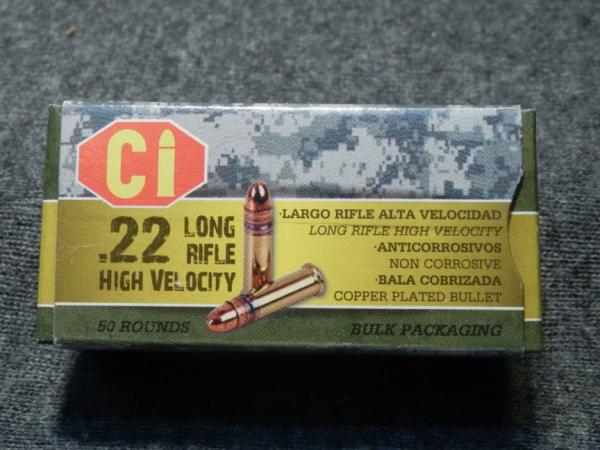 Ci
.22 LONG
RIFLE
HIGH VELOCITY
·LARGO RIFLE ALTA VELOCIDAD
LONG RIFLE HIGH VELOCITY
·ANTICORROSIVOS
NON CORROSIVE
·BALA COBRIZADA
COPPER PLATED BULLET
50 ROUNDS
BULK PACKAGING